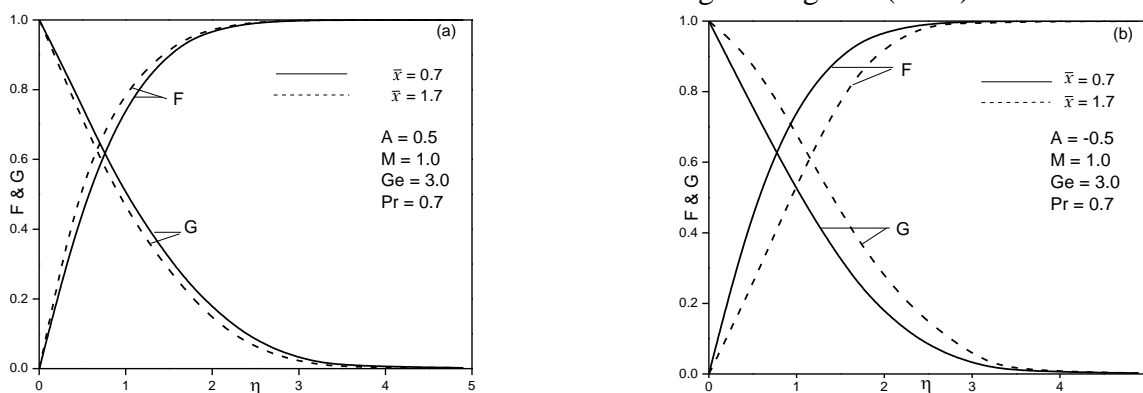 (a)
x̄ = 0.7
x̄ = 1.7
F
A = 0.5
M = 1.0
Ge = 3.0
Pr = 0.7
G
F & G
1.0
0.8
0.6
0.4
0.2
0.0
0 1 2 3 4 5
η
(b)
x̄ = 0.7
x̄ = 1.7
F
A = -0.5
M = 1.0
Ge = 3.0
Pr = 0.7
G
F & G
1.0
0.8
0.6
0.4
0.2
0.0
0 1 2 3 4
η